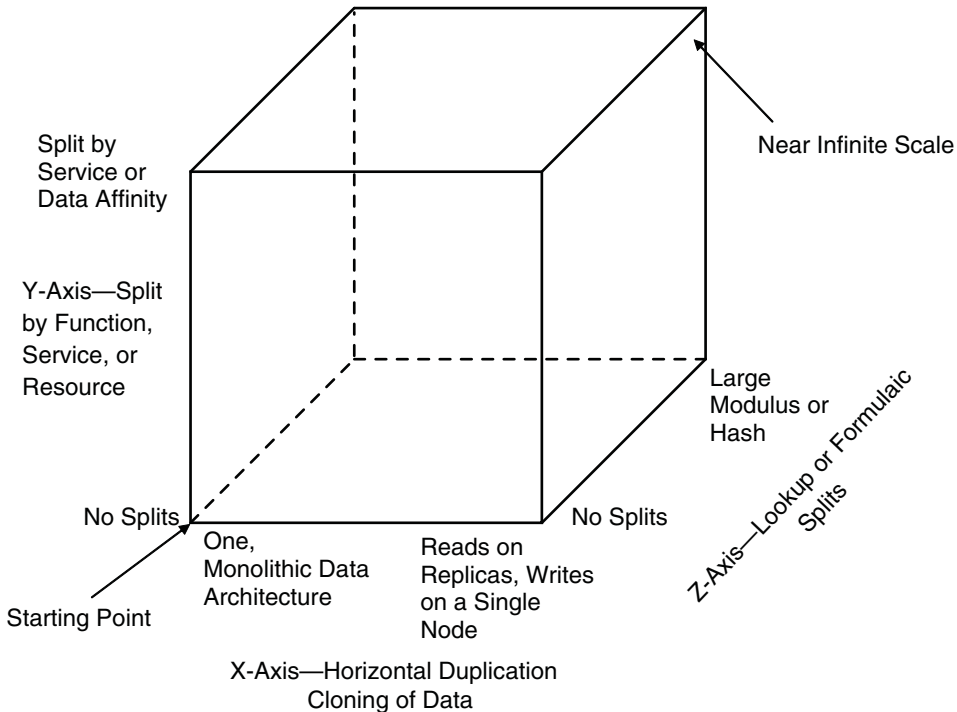 Split by
Service or
Data Affinity
Near Infinite Scale
Y-Axis—Split
by Function,
Service, or
Resource
Large
Modulus or
Hash
Z-Axis—Lookup or Formulaic
Splits
No Splits
No Splits
One,
Monolithic Data
Architecture
Reads on
Replicas, Writes
on a Single
Node
Starting Point
X-Axis—Horizontal Duplication
Cloning of Data